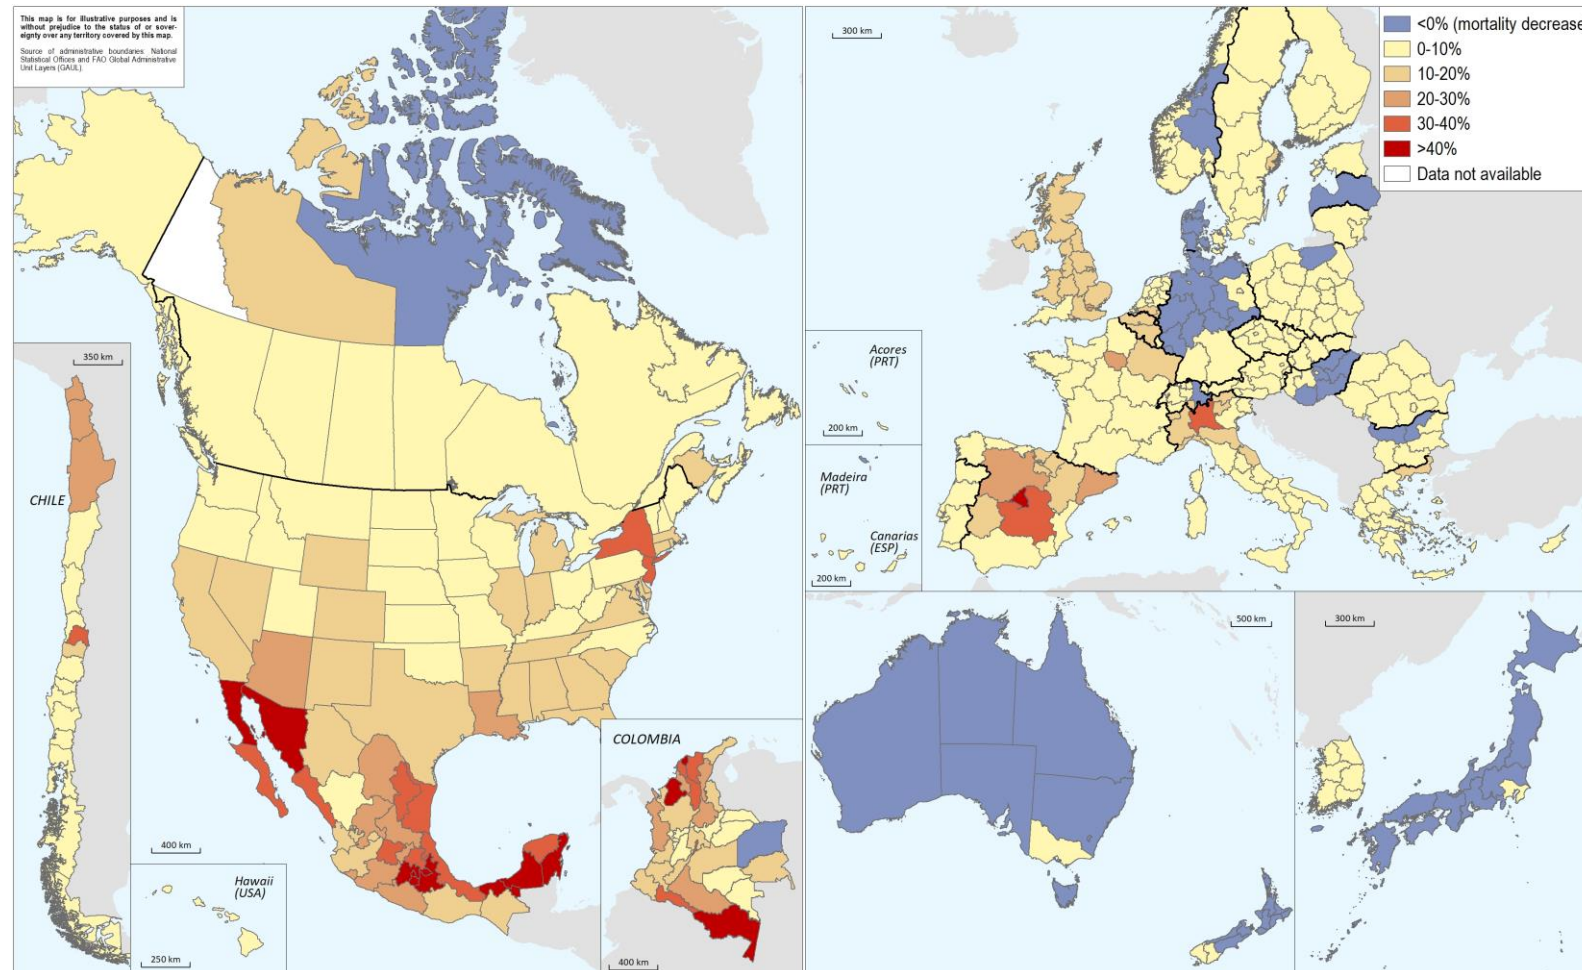 This map is for illustrative purposes and is
without prejudice to the status of or sover-
eignty over any territory covered by this map.
Source of administrative boundaries: National
Statistical Offices and FAO Global Administrative
Unit Layers (GAUL).
350 km
CHILE
400 km
Hawaii
(USA)
250 km
COLOMBIA
400 km
300 km
<0% (mortality decrease
0-10%
10-20%
20-30%
30-40%
>40%
Data not available
Acores
(PRT)
200 km
Madeira
(PRT)
Canarias
(ESP)
200 km
500 km
300 km